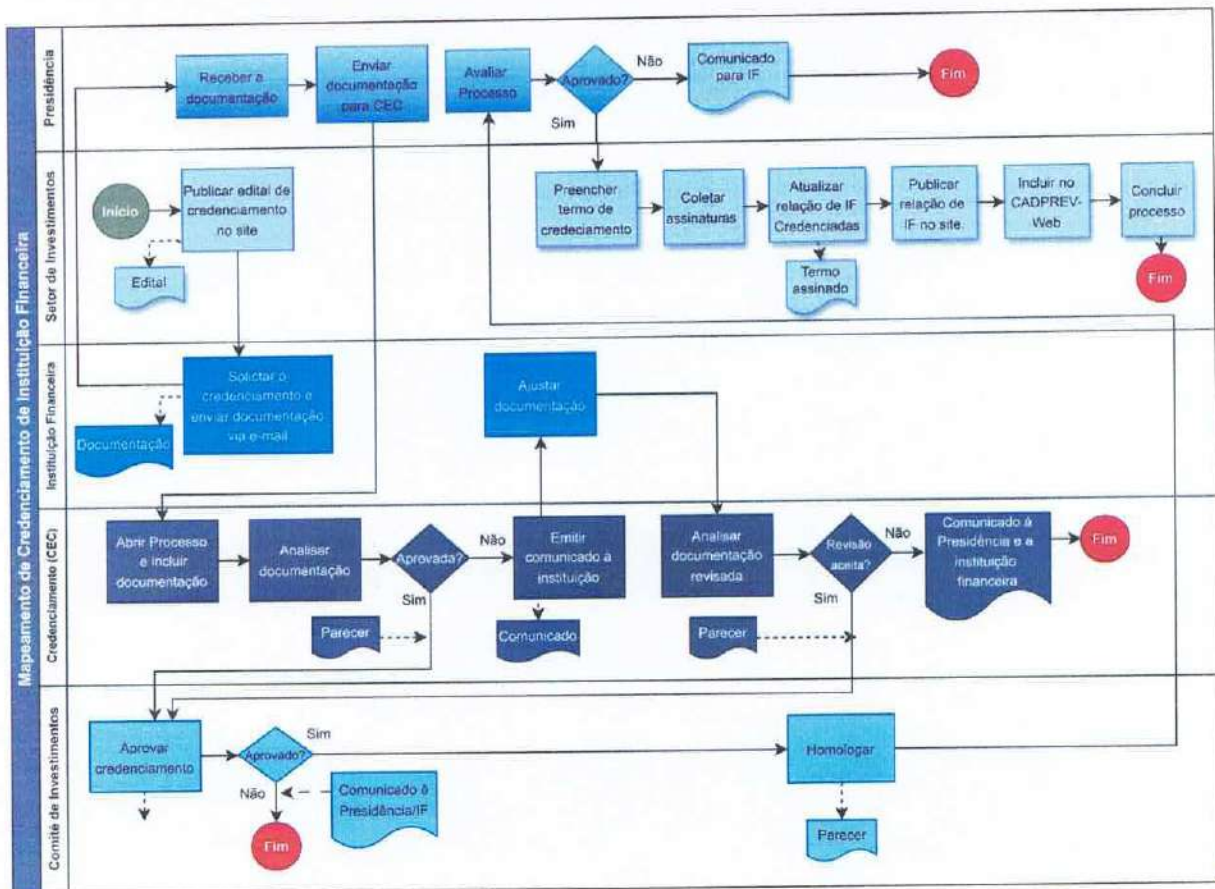 Mapeamento de Credenciamento de Instituição Financeira
Presidência
Receber a
documentação
Enviar
documentação
para CEC
Avaliar
Processo
Aprovado?
Não
Sim
Comunicado
para IF
Fim
Setor de Investimentos
Início
Publicar edital de
credenciamento
no site
Edital
Preencher
termo de
credeciamento
Coletar
assinaturas
Atualizar
relação de IF
Credenciadas
Termo
assinado
Publicar
relação de
IF no site.
Incluir no
CADPREV-
Web
Concluir
processo
Fim
Instituição Financeira
Solicitar o
credenciamento e
enviar documentação
via e-mail
Documentação
Ajustar
documentação
Credenciamento (CEC)
Abrir Processo
e incluir
documentação
Analisar
documentação
Aprovada?
Não
Sim
Parecer
Emitir
comunicado a
instituição
Comunicado
Analisar
documentação
revisada
Revisão
aceita?
Não
Sim
Parecer
Comunicado à
Presidência e a
instituição
financeira
Fim
Comitê de Investimentos
Aprovar
credenciamento
Aprovado?
Sim
Não
Comunicado à
Presidência/IF
Fim
Homologar
Parecer